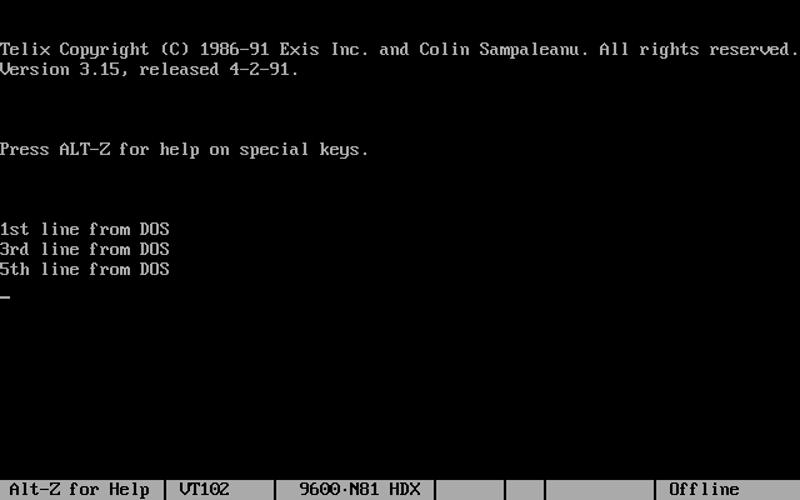 Telix Copyright (C) 1986-91 Exis Inc. and Colin Sampaleanu. All rights reserved.
Version 3.15, released 4-2-91.
Press ALT-Z for help on special keys.
1st line from DOS
3rd line from DOS
5th line from DOS
Alt-Z for Help | VT102 | 9600·N81 HDX | | | | Offline